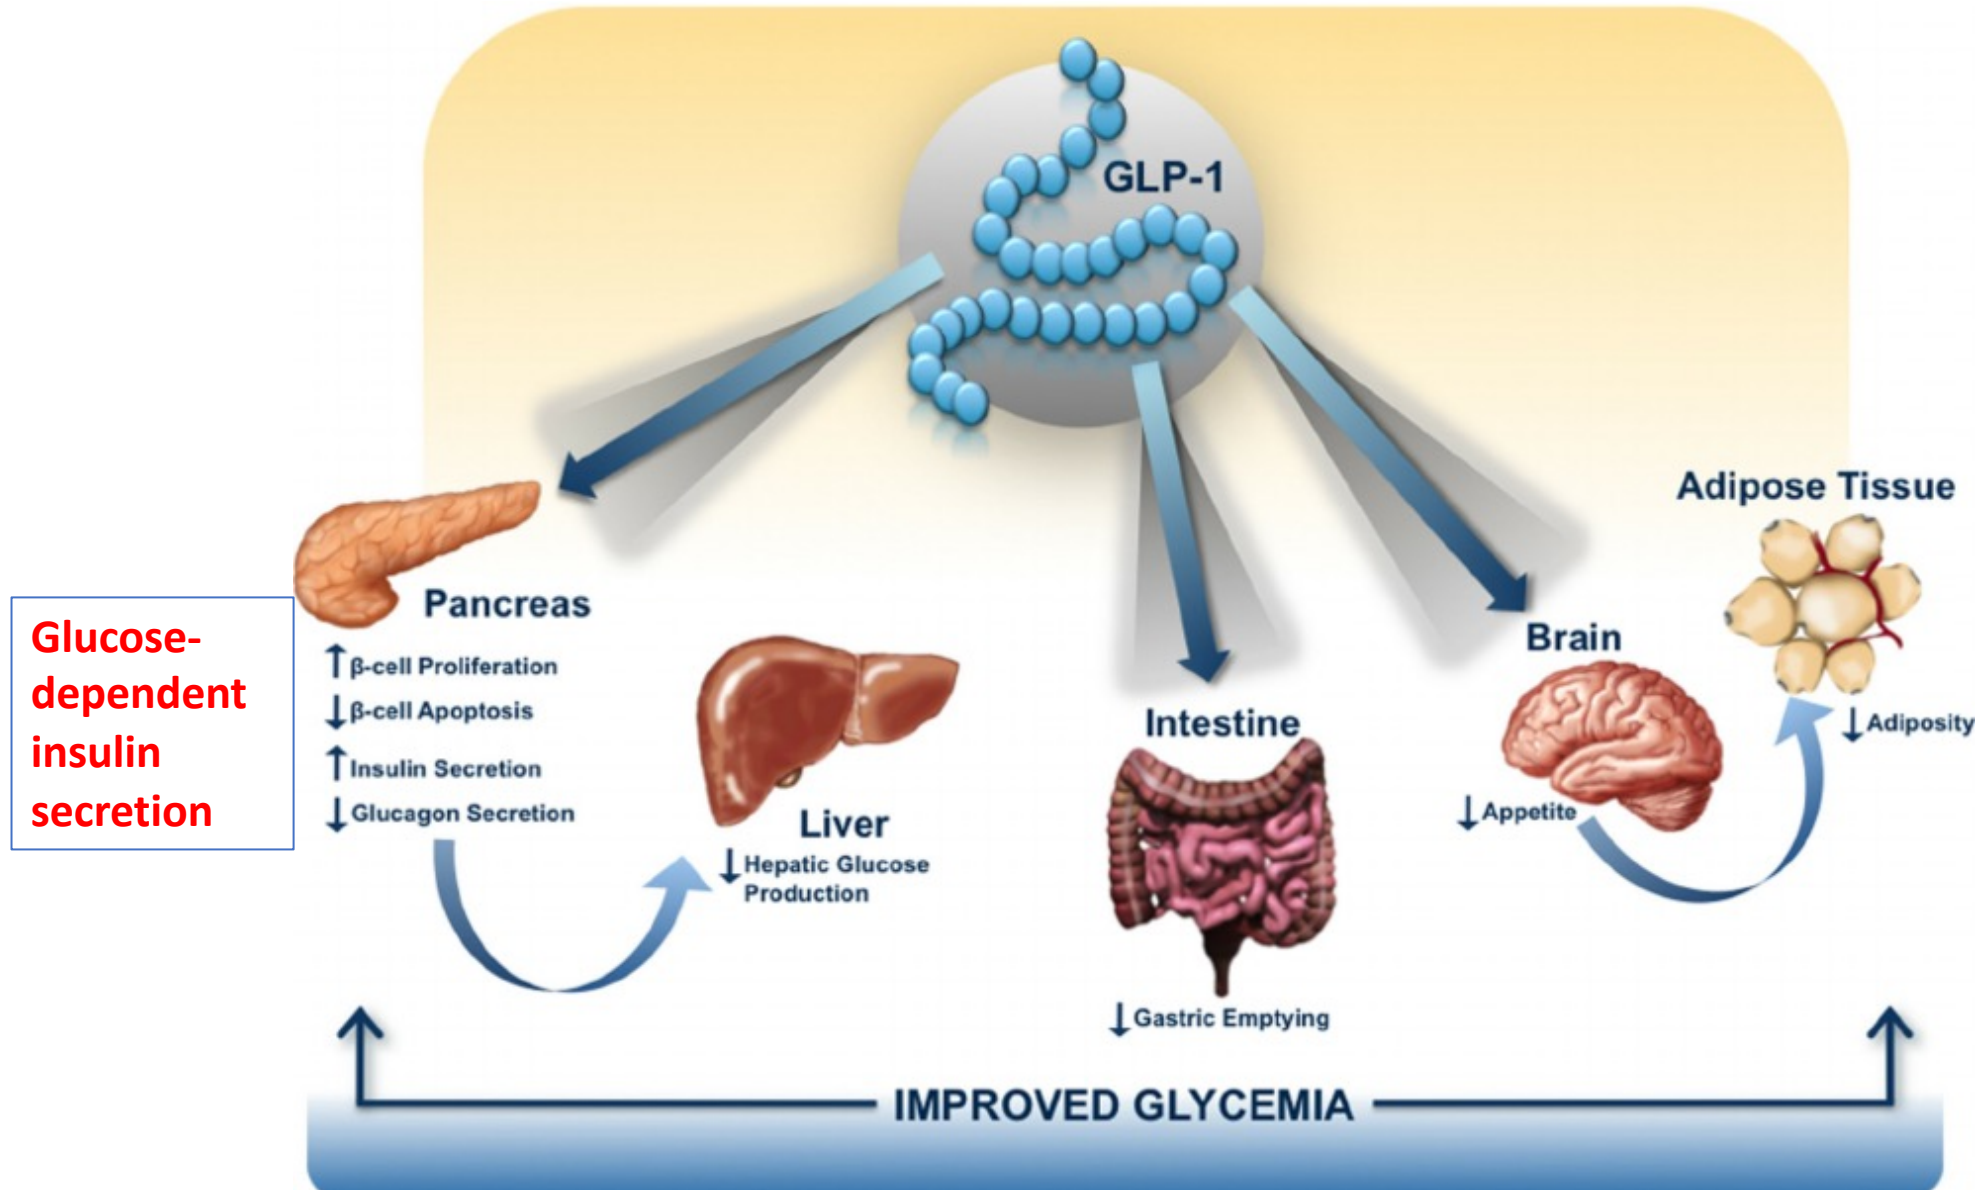 GLP-1
Adipose Tissue
Glucose-
dependent
insulin
secretion
Pancreas
↑ β-cell Proliferation
↓ β-cell Apoptosis
↑ Insulin Secretion
↓ Glucagon Secretion
Liver
↓ Hepatic Glucose
Production
Intestine
↓ Gastric Emptying
Brain
↓ Appetite
↓ Adiposity
IMPROVED GLYCEMIA